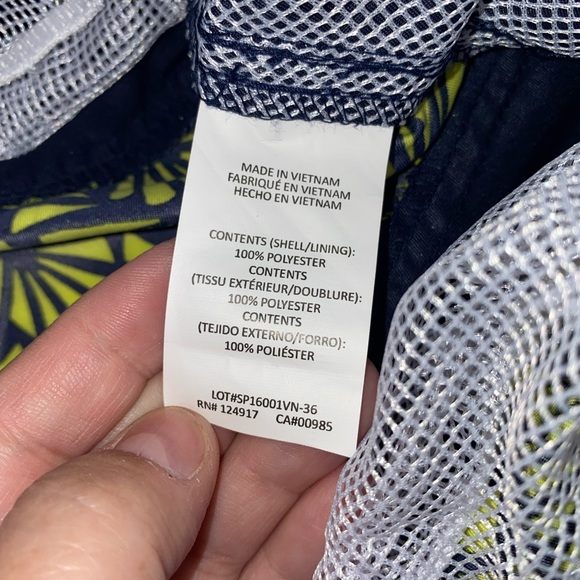 MADE IN VIETNAM
FABRIQUÉ EN VIETNAM
HECHO EN VIETNAM
CONTENTS (SHELL/LINING):
100% POLYESTER
CONTENTS
(TISSU EXTÉRIEUR/DOUBLURE):
100% POLYESTER
CONTENTS
(TEJIDO EXTERNO/FORRO):
100% POLIÉSTER
LOT#SP16001VN-36
RN# 124917 CA#00985